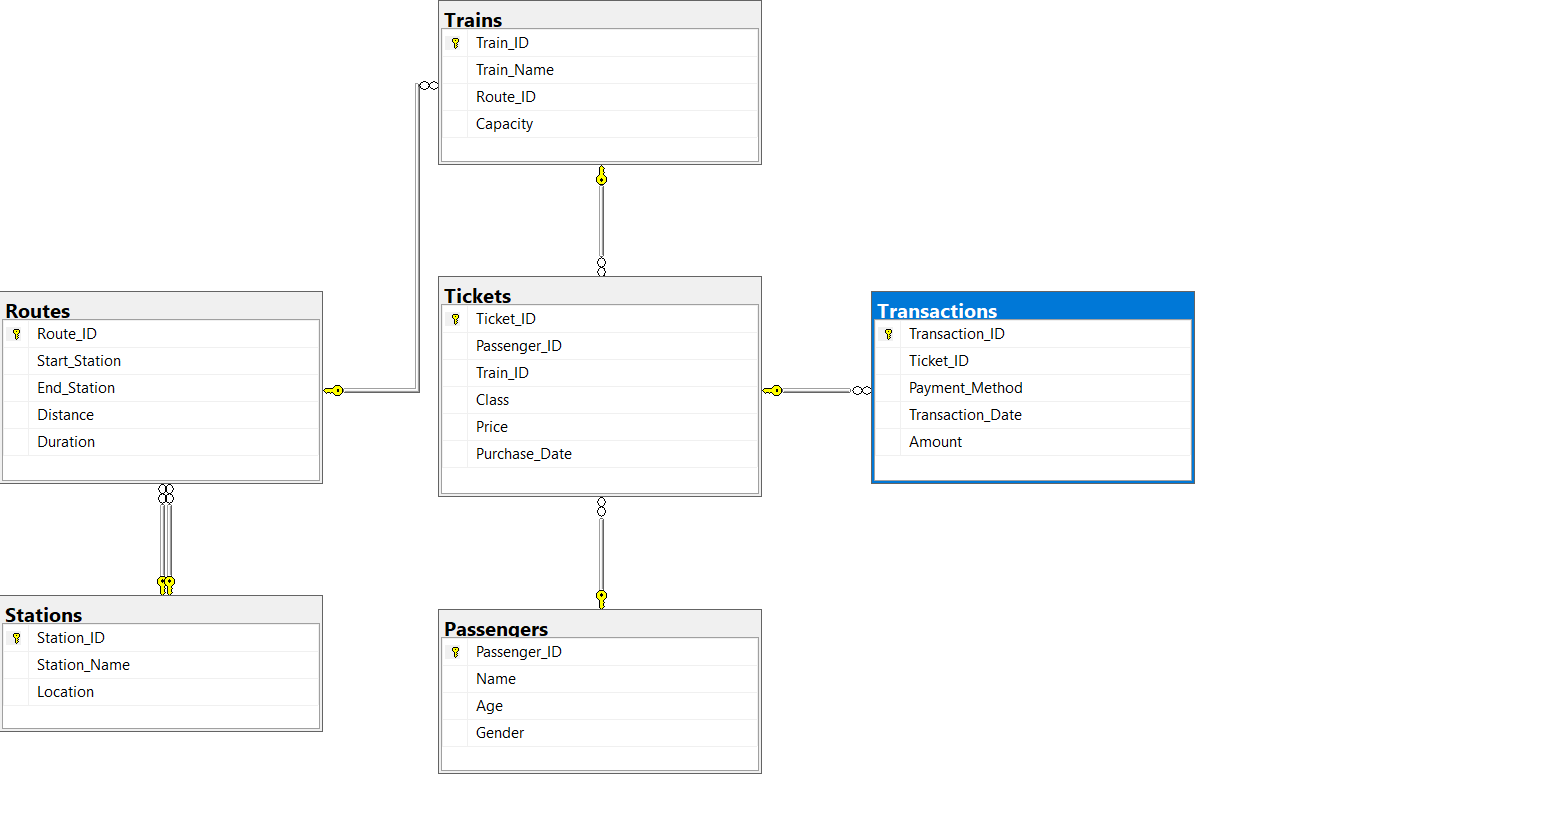 Trains
Train_ID
Train_Name
Route_ID
Capacity
Routes
Route_ID
Start_Station
End_Station
Distance
Duration
Tickets
Ticket_ID
Passenger_ID
Train_ID
Class
Price
Purchase_Date
Transactions
Transaction_ID
Ticket_ID
Payment_Method
Transaction_Date
Amount
Stations
Station_ID
Station_Name
Location
Passengers
Passenger_ID
Name
Age
Gender